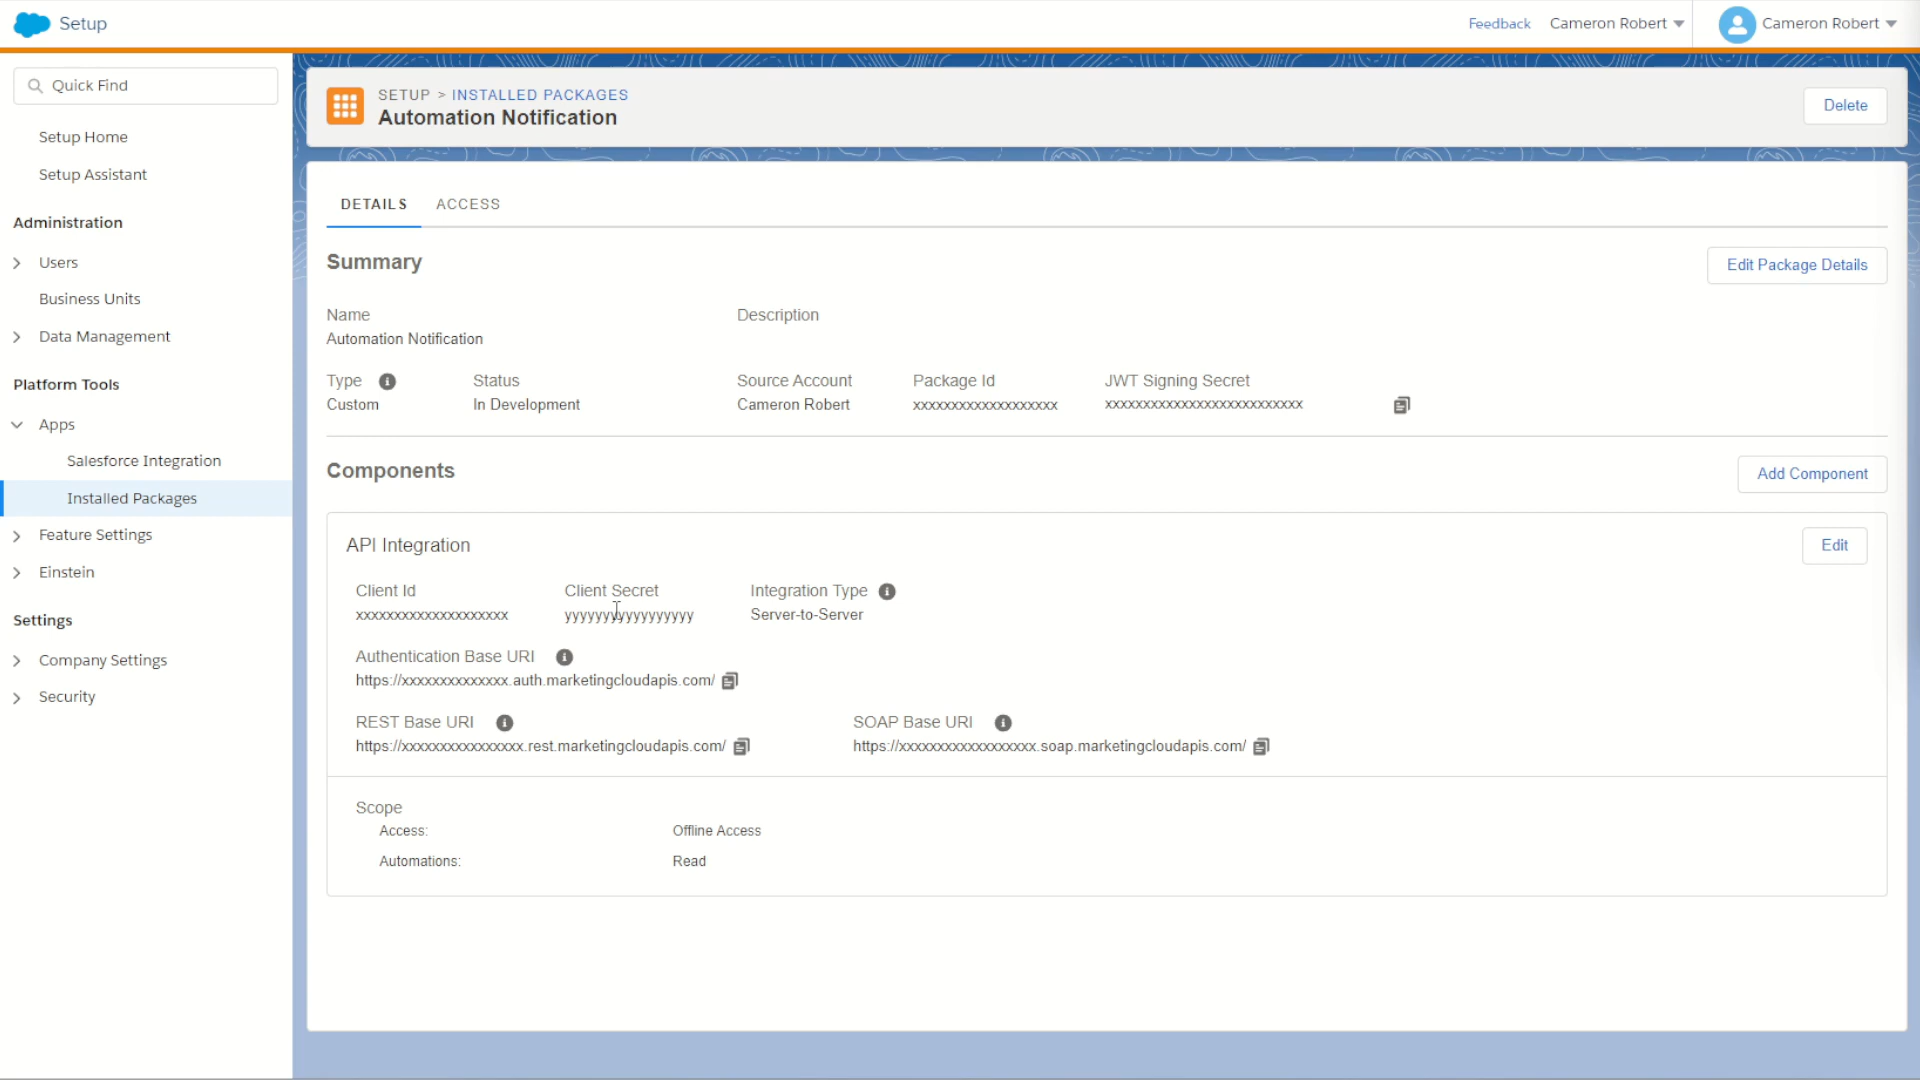 Setup
Feedback
Cameron Robert
Cameron Robert
Quick Find
Setup Home
Setup Assistant
Administration
Users
Business Units
Data Management
Platform Tools
Apps
Salesforce Integration
Installed Packages
Feature Settings
Einstein
Settings
Company Settings
Security
SETUP > INSTALLED PACKAGES
Automation Notification
Delete
DETAILS ACCESS
Summary
Edit Package Details
Name Description
Automation Notification
Type Status Source Account Package Id JWT Signing Secret
Custom In Development Cameron Robert xxxxxxxxxxxxxxxxxxx xxxxxxxxxxxxxxxxxxxxxxxxxx
Components
Add Component
API Integration
Edit
Client Id Client Secret Integration Type
xxxxxxxxxxxxxxxxxxxx yyyyyyyyyyyyyyyyy Server-to-Server
Authentication Base URI
https://xxxxxxxxxxxxxx.auth.marketingcloudapis.com/
REST Base URI SOAP Base URI
https://xxxxxxxxxxxxxxxx.rest.marketingcloudapis.com/ https://xxxxxxxxxxxxxxxxxx.soap.marketingcloudapis.com/
Scope
Access: Offline Access
Automations: Read